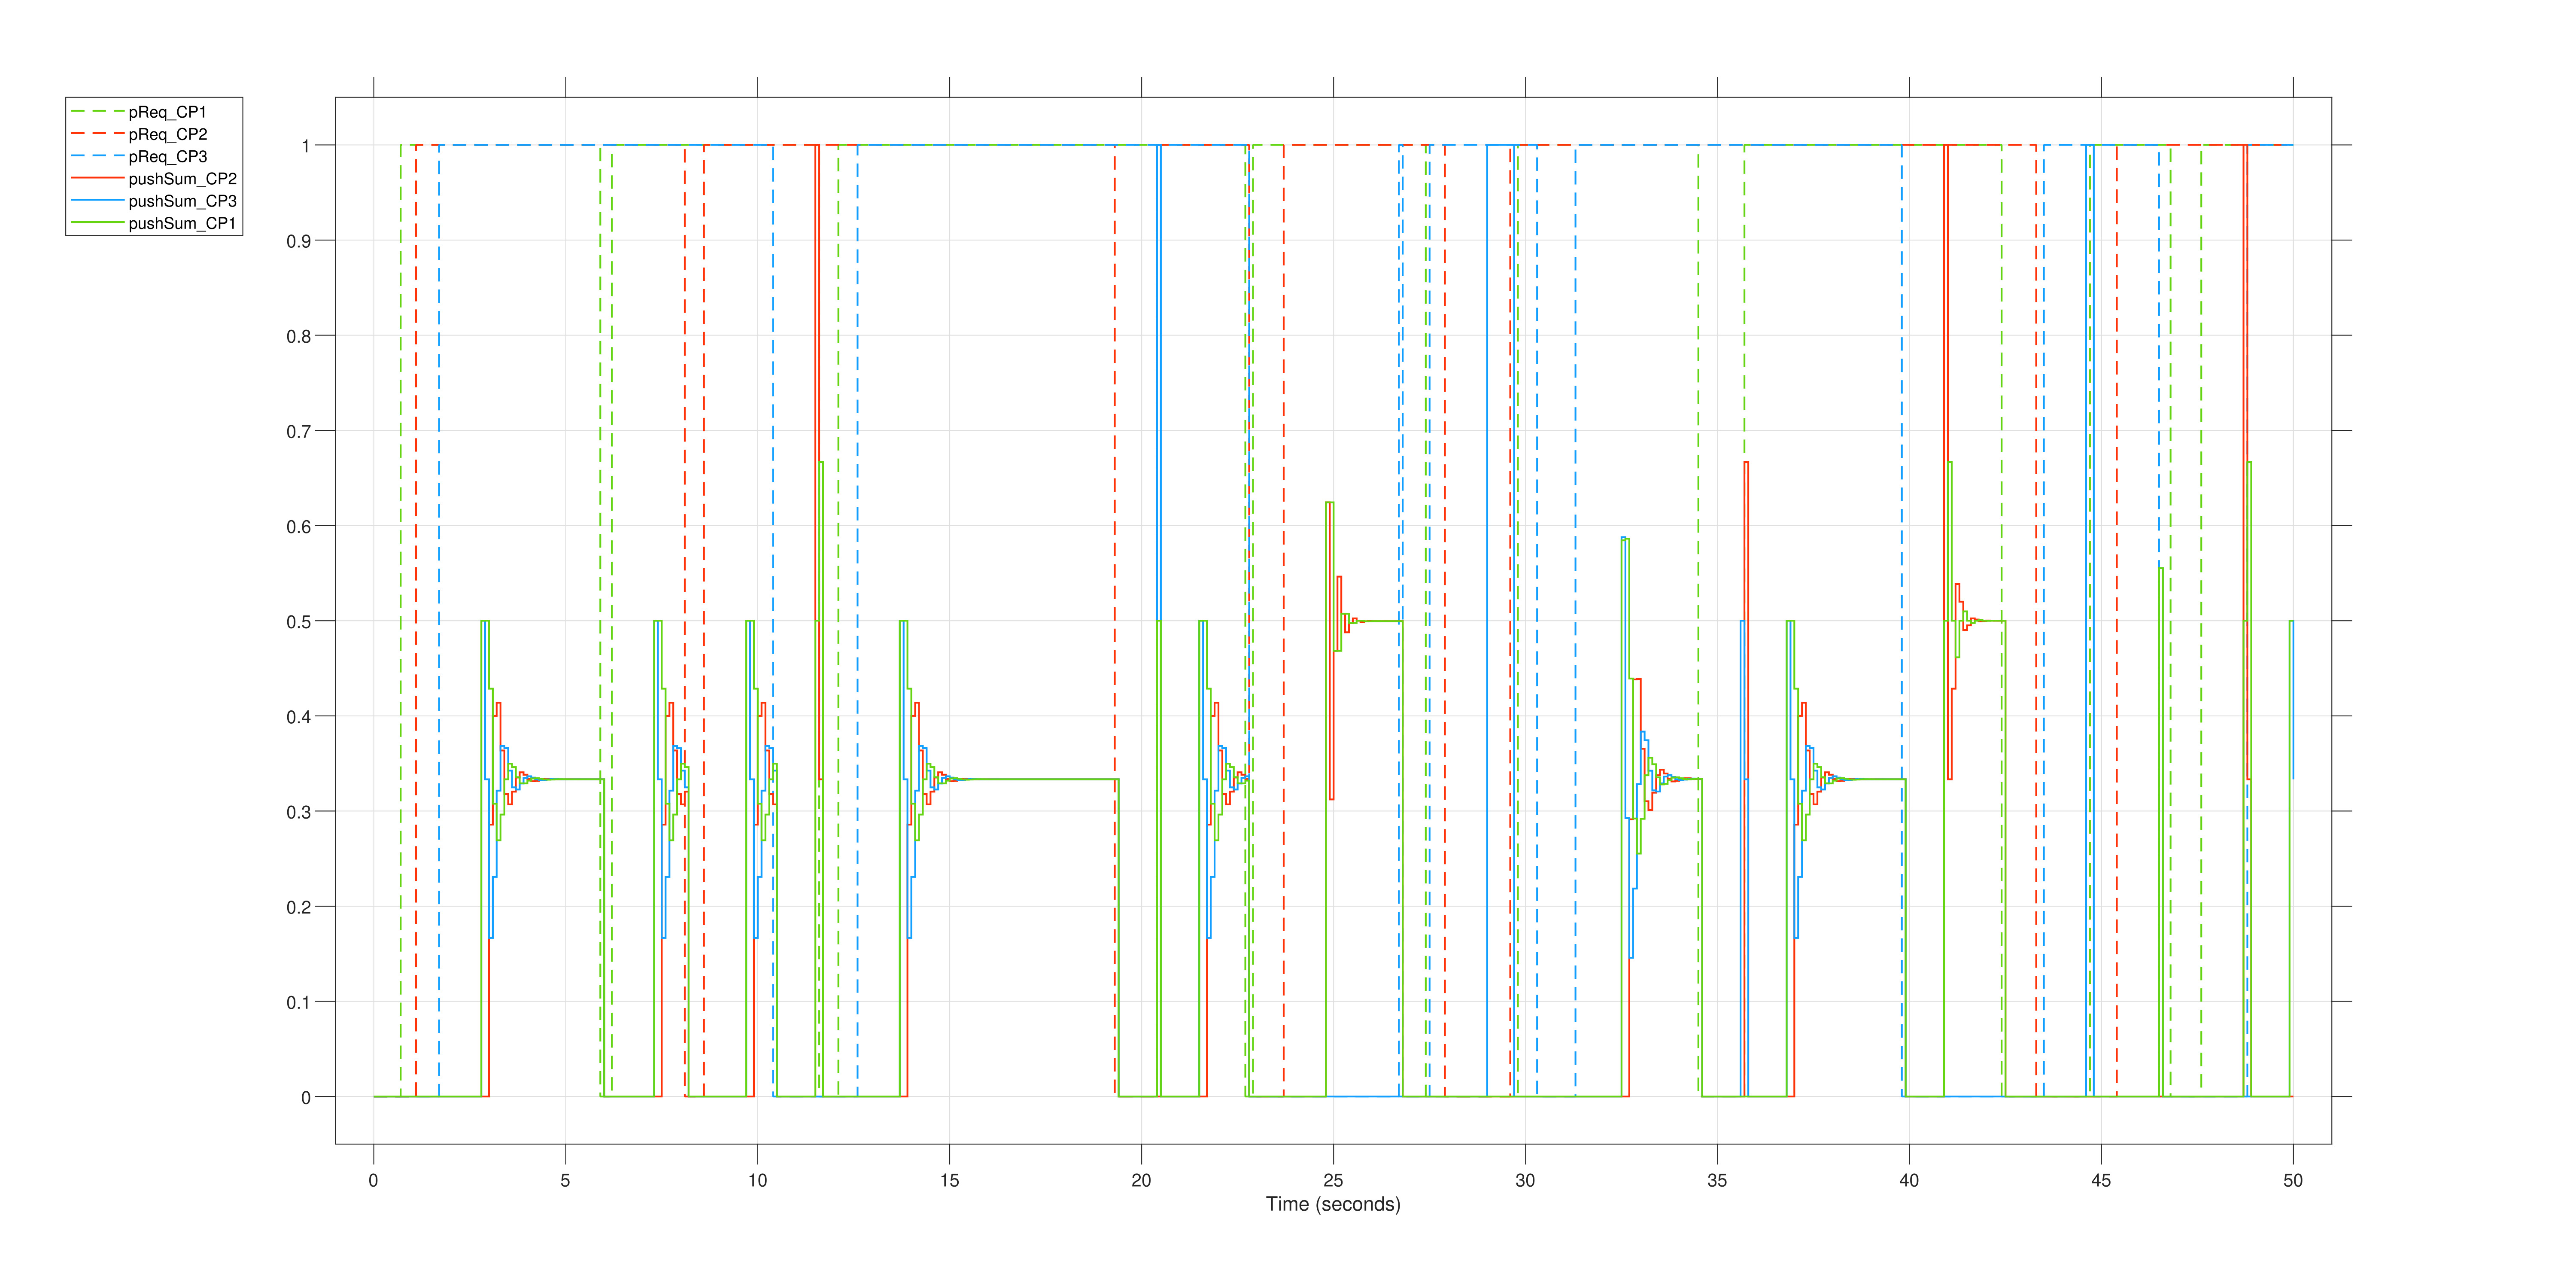 pReq_CP1
pReq_CP2
pReq_CP3
pushSum_CP2
pushSum_CP3
pushSum_CP1
1
0.9
0.8
0.7
0.6
0.5
0.4
0.3
0.2
0.1
0
0 5 10 15 20 25 30 35 40 45 50
Time (seconds)